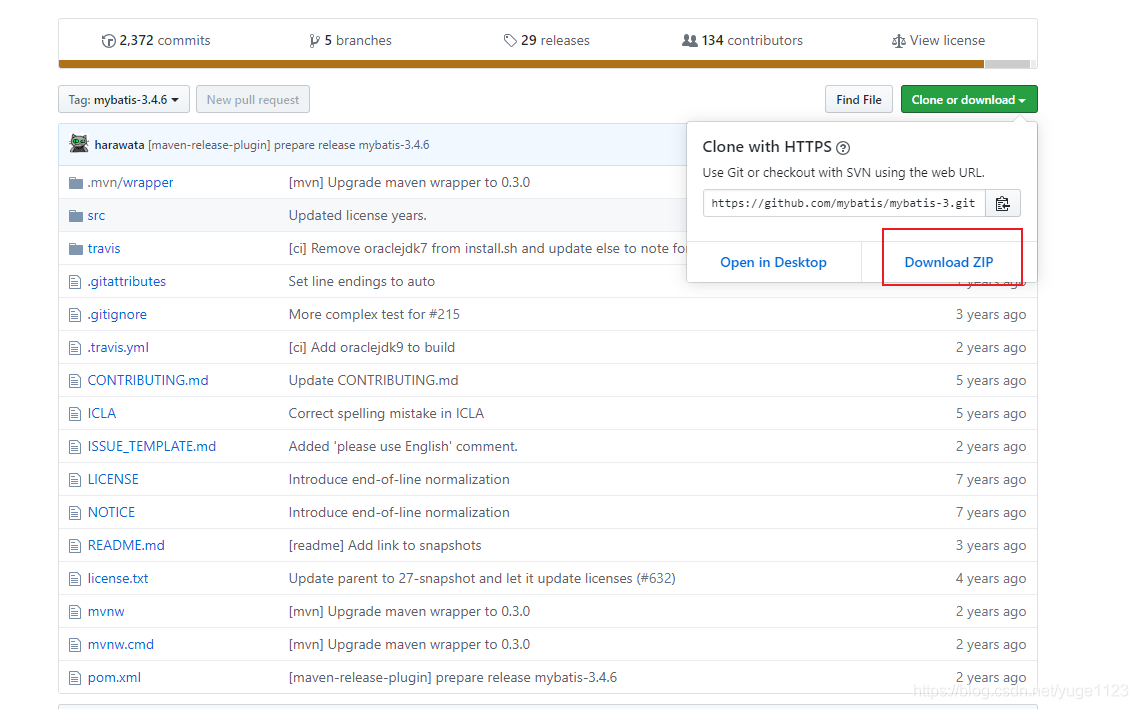 2,372 commits 5 branches 29 releases 134 contributors View license
Tag: mybatis-3.4.6 New pull request Find File Clone or download
harawata [maven-release-plugin] prepare release mybatis-3.4.6
Clone with HTTPS
Use Git or checkout with SVN using the web URL.
https://github.com/mybatis/mybatis-3.git
Open in Desktop Download ZIP
.mvn/wrapper [mvn] Upgrade maven wrapper to 0.3.0
src Updated license years.
travis [ci] Remove oraclejdk7 from install.sh and update else to note for
.gitattributes Set line endings to auto years ago
.gitignore More complex test for #215 3 years ago
.travis.yml [ci] Add oraclejdk9 to build 2 years ago
CONTRIBUTING.md Update CONTRIBUTING.md 5 years ago
ICLA Correct spelling mistake in ICLA 5 years ago
ISSUE_TEMPLATE.md Added 'please use English' comment. 2 years ago
LICENSE Introduce end-of-line normalization 7 years ago
NOTICE Introduce end-of-line normalization 7 years ago
README.md [readme] Add link to snapshots 3 years ago
license.txt Update parent to 27-snapshot and let it update licenses (#632) 4 years ago
mvnw [mvn] Upgrade maven wrapper to 0.3.0 2 years ago
mvnw.cmd [mvn] Upgrade maven wrapper to 0.3.0 2 years ago
pom.xml [maven-release-plugin] prepare release mybatis-3.4.6 2 years ago
https://blog.csdn.net/yuge1123